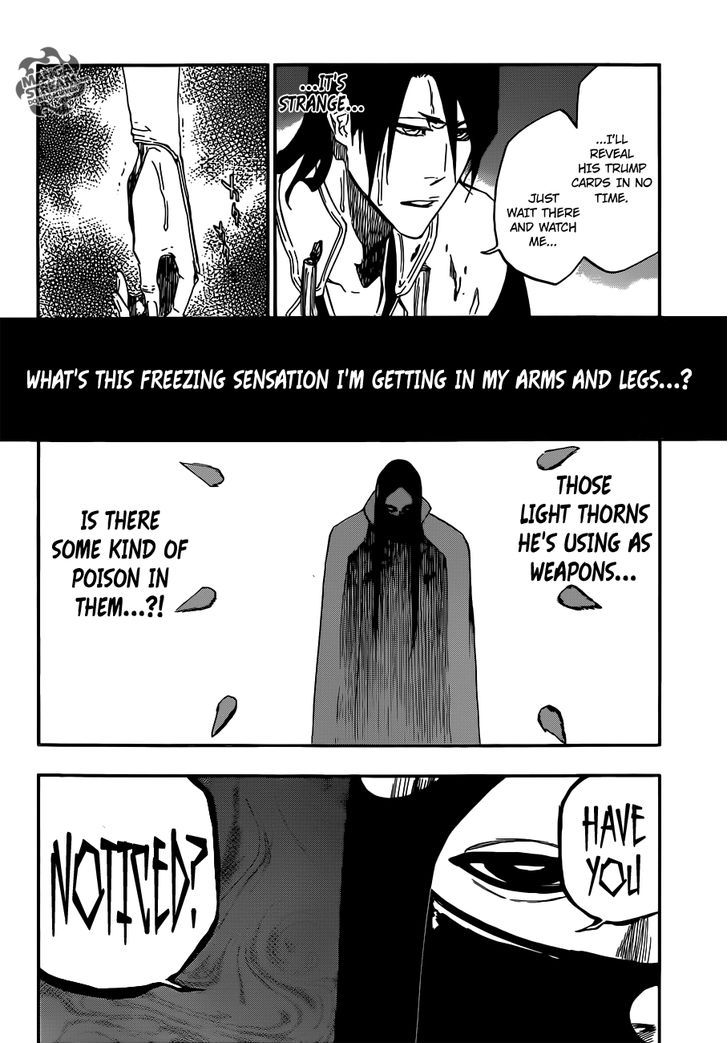 ...I'LL
REVEAL
HIS TRUMP
CARDS IN NO
TIME.
JUST
WAIT THERE
AND WATCH
ME...
...IT'S
STRANGE...
MANGA
STREAM
WHAT'S THIS FREEZING SENSATION I'M GETTING IN MY ARMS AND LEGS...?
THOSE
LIGHT THORNS
HE'S USING AS
WEAPONS...
IS THERE
SOME KIND OF
POISON IN
THEM...?!
HAVE
YOU
NOTICED?